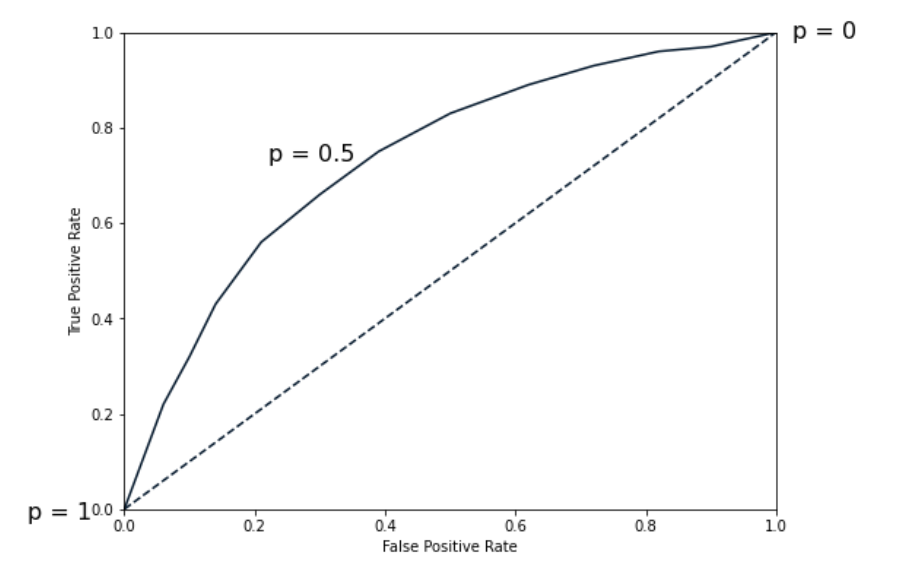 p = 0
1.0
0.8
p = 0.5
0.6
True Positive Rate
0.4
0.2
p = 1
0.0
0.0 0.2 0.4 0.6 0.8 1.0
False Positive Rate